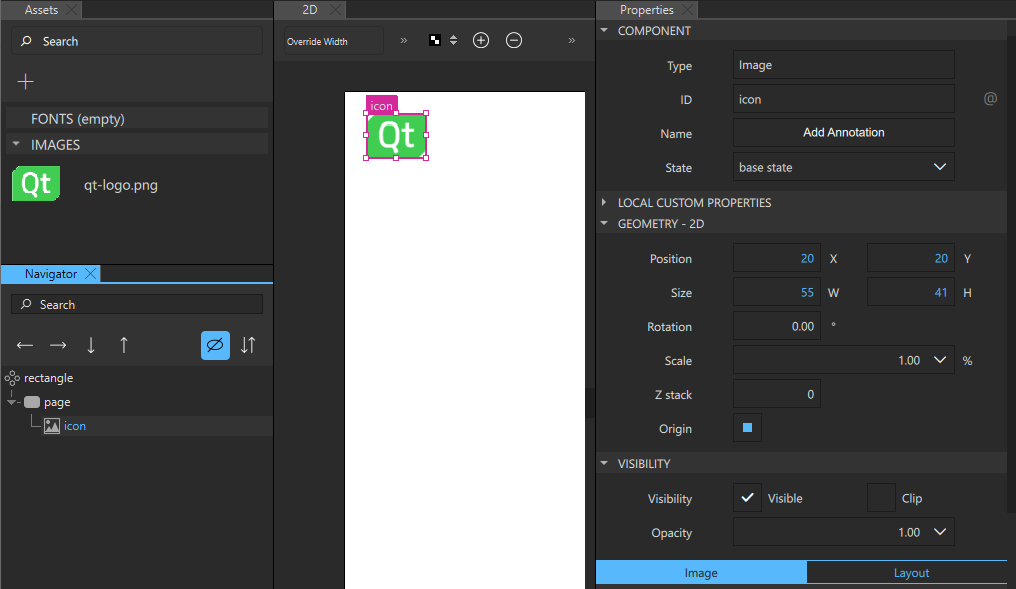 Assets
Search
FONTS (empty)
IMAGES
Qt
qt-logo.png
Navigator
Search
rectangle
page
icon
2D
Override Width
icon
Qt
Properties
COMPONENT
Type
Image
ID
icon
@
Name
Add Annotation
State
base state
LOCAL CUSTOM PROPERTIES
GEOMETRY - 2D
Position
20 X
20 Y
Size
55 W
41 H
Rotation
0.00 °
Scale
1.00 %
Z stack
0
Origin
VISIBILITY
Visibility
Visible
Clip
Opacity
1.00
Image
Layout